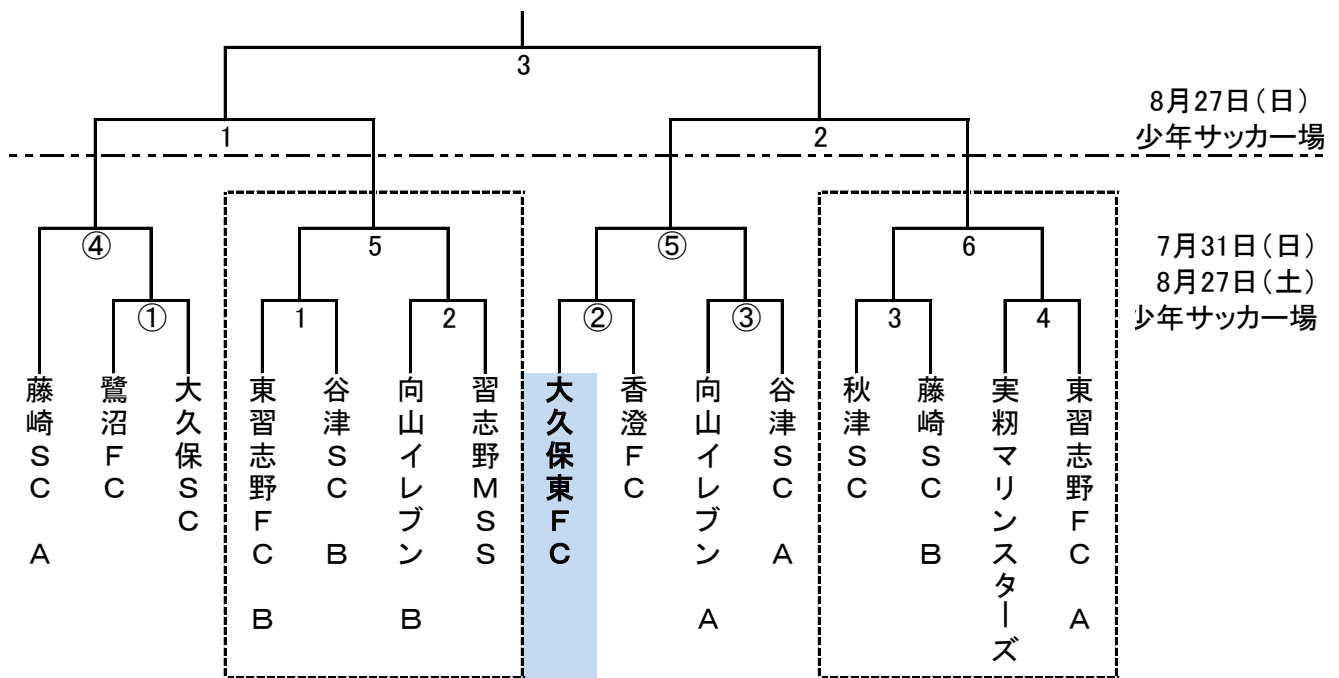 3
8月27日(日)
少年サッカー場
1
2
④
5
⑤
6
7月31日(日)
8月27日(土)
少年サッカー場
①
1
2
②
③
3
4
藤崎SC A
鷺沼FC
大久保SC
東習志野FC B
谷津SC B
向山イレブン B
習志野MSS
大久保東FC
香澄FC
向山イレブン A
谷津SC A
秋津SC
藤崎SC B
実籾マリンスターズ
東習志野FC A